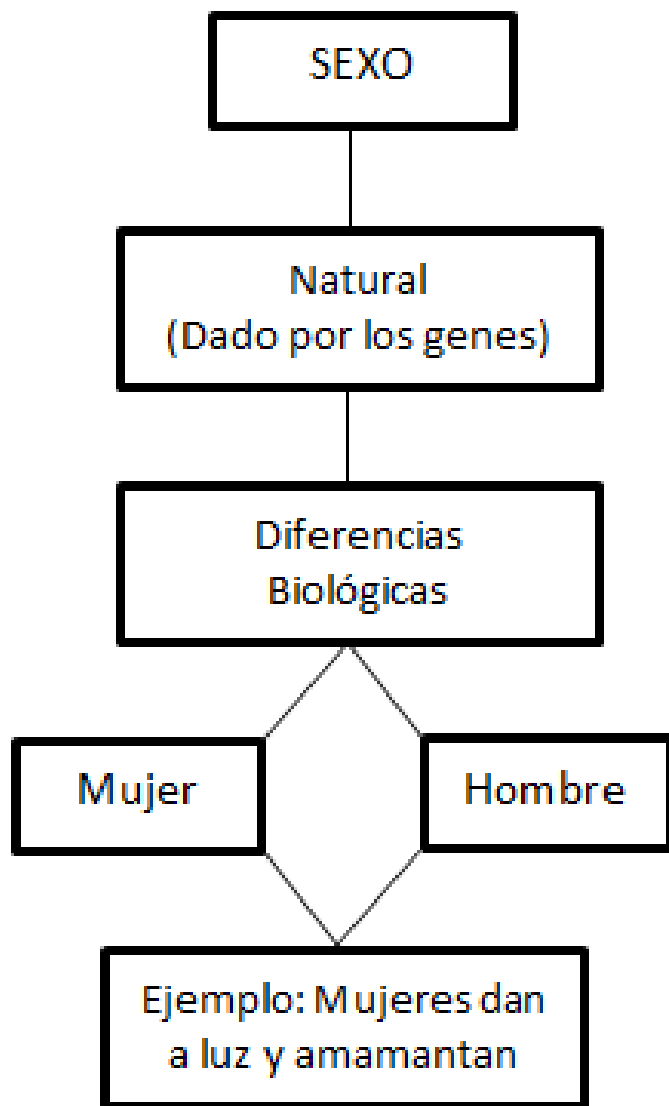 SEXO
Natural
(Dado por los genes)
Diferencias
Biológicas
Mujer
Hombre
Ejemplo: Mujeres dan
a luz y amamantan